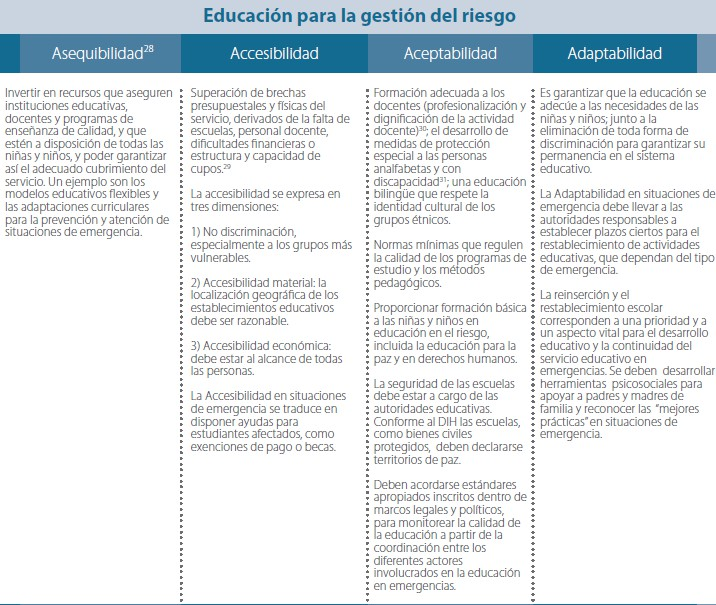 Educación para la gestión del riesgo
Asequibilidad28
Accesibilidad
Aceptabilidad
Adaptabilidad
Invertir en recursos que aseguren
instituciones educativas,
docentes y programas de
enseñanza de calidad, y que
estén a disposición de todas las
niñas y niños, y poder garantizar
así el adecuado cubrimiento del
servicio. Un ejemplo son los
modelos educativos flexibles y
las adaptaciones curriculares
para la prevención y atención de
situaciones de emergencia.
Superación de brechas
presupuestales y físicas del
servicio, derivados de la falta de
escuelas, personal docente,
dificultades financieras o
estructura y capacidad de
cupos.29
La accesibilidad se expresa en
tres dimensiones:
1) No discriminación,
especialmente a los grupos más
vulnerables.
2) Accesibilidad material: la
localización geográfica de los
establecimientos educativos
debe ser razonable.
3) Accesibilidad económica:
debe estar al alcance de todas
las personas.
La Accesibilidad en situaciones
de emergencia se traduce en
disponer ayudas para
estudiantes afectados, como
exenciones de pago o becas.
Formación adecuada a los
docentes (profesionalización y
dignificación de la actividad
docente)30; el desarrollo de
medidas de protección
especial a las personas
analfabetas y con
discapacidad31; una educación
bilingüe que respete la
identidad cultural de los
grupos étnicos.
Normas mínimas que regulen
la calidad de los programas de
estudio y los métodos
pedagógicos.
Proporcionar formación básica
a las niñas y niños en
educación en el riesgo,
incluida la educación para la
paz y en derechos humanos.
La seguridad de las escuelas
debe estar a cargo de las
autoridades educativas.
Conforme al DIH las escuelas,
como bienes civiles
protegidos, deben declararse
territorios de paz.
Deben acordarse estándares
apropiados inscritos dentro de
marcos legales y políticos,
para monitorear la calidad de
la educación a partir de la
coordinación entre los
diferentes actores
involucrados en la educación
en emergencias.
Es garantizar que la educación se
adecúe a las necesidades de las
niñas y niños; junto a la
eliminación de toda forma de
discriminación para garantizar su
permanencia en el sistema
educativo.
La Adaptabilidad en situaciones de
emergencia debe llevar a las
autoridades responsables a
establecer plazos ciertos para el
restablecimiento de actividades
educativas, que dependan del tipo
de emergencia.
La reinserción y el
restablecimiento escolar
corresponden a una prioridad y a
un aspecto vital para el desarrollo
educativo y la continuidad del
servicio educativo en
emergencias. Se deben desarrollar
herramientas psicosociales para
apoyar a padres y madres de
familia y reconocer las “mejores
prácticas” en situaciones de
emergencia.